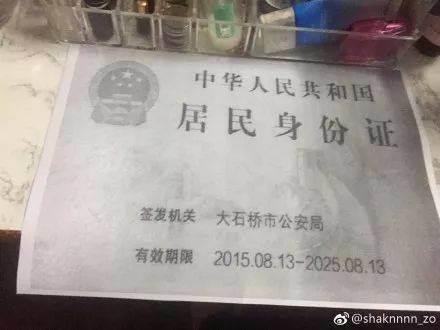 中华人民共和国
居民身份证
签发机关 大石桥市公安局
有效期限 2015.08.13-2025.08.13
@shaknnnn_zo